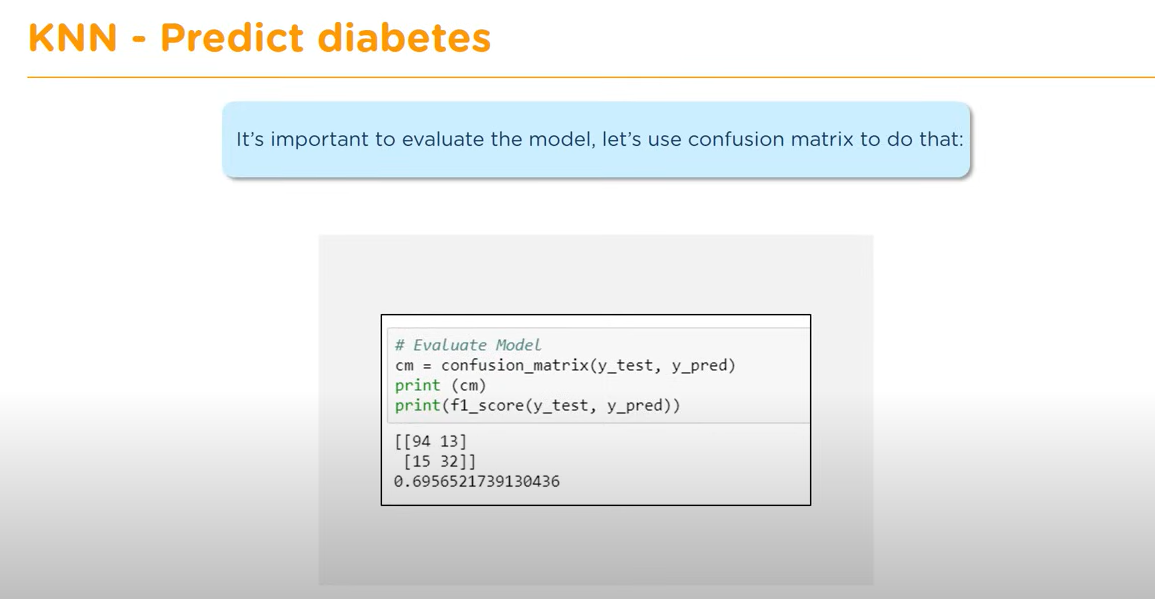 KNN - Predict diabetes
It's important to evaluate the model, let's use confusion matrix to do that:
# Evaluate Model
cm = confusion_matrix(y_test, y_pred)
print (cm)
print(f1_score(y_test, y_pred))
[[94 13]
 [15 32]]
0.6956521739130436